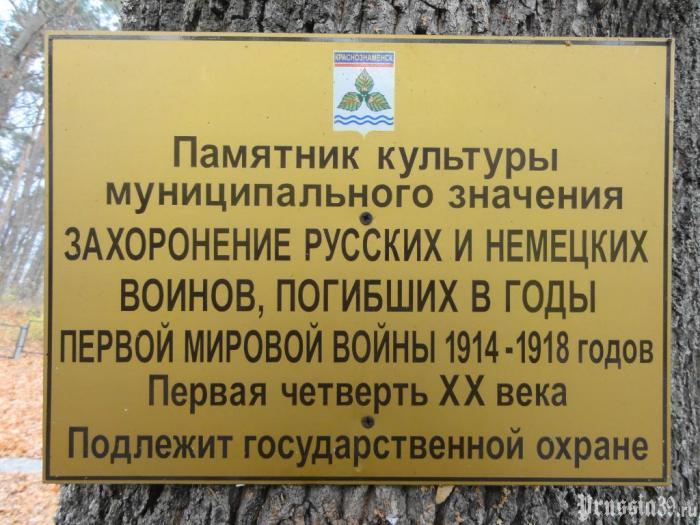 КРАСНОЗНАМЕНСК
Памятник культуры
муниципального значения
ЗАХОРОНЕНИЕ РУССКИХ И НЕМЕЦКИХ
ВОИНОВ, ПОГИБШИХ В ГОДЫ
ПЕРВОЙ МИРОВОЙ ВОЙНЫ 1914-1918 годов
Первая четверть XX века
Подлежит государственной охране
Prussia39.ru